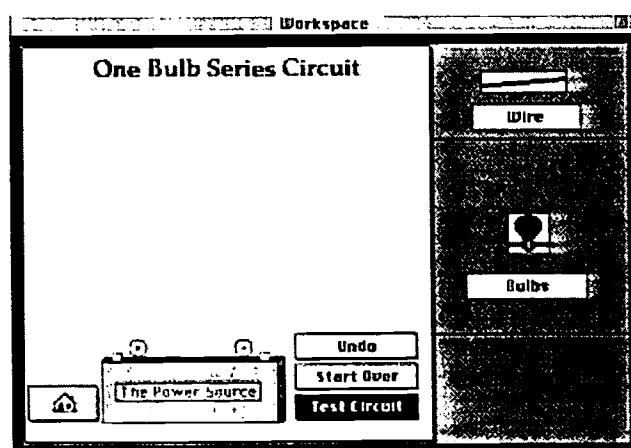 Workspace
One Bulb Series Circuit
Wire
Bulbs
Undo
Start Over
The Power Source
Test Circuit